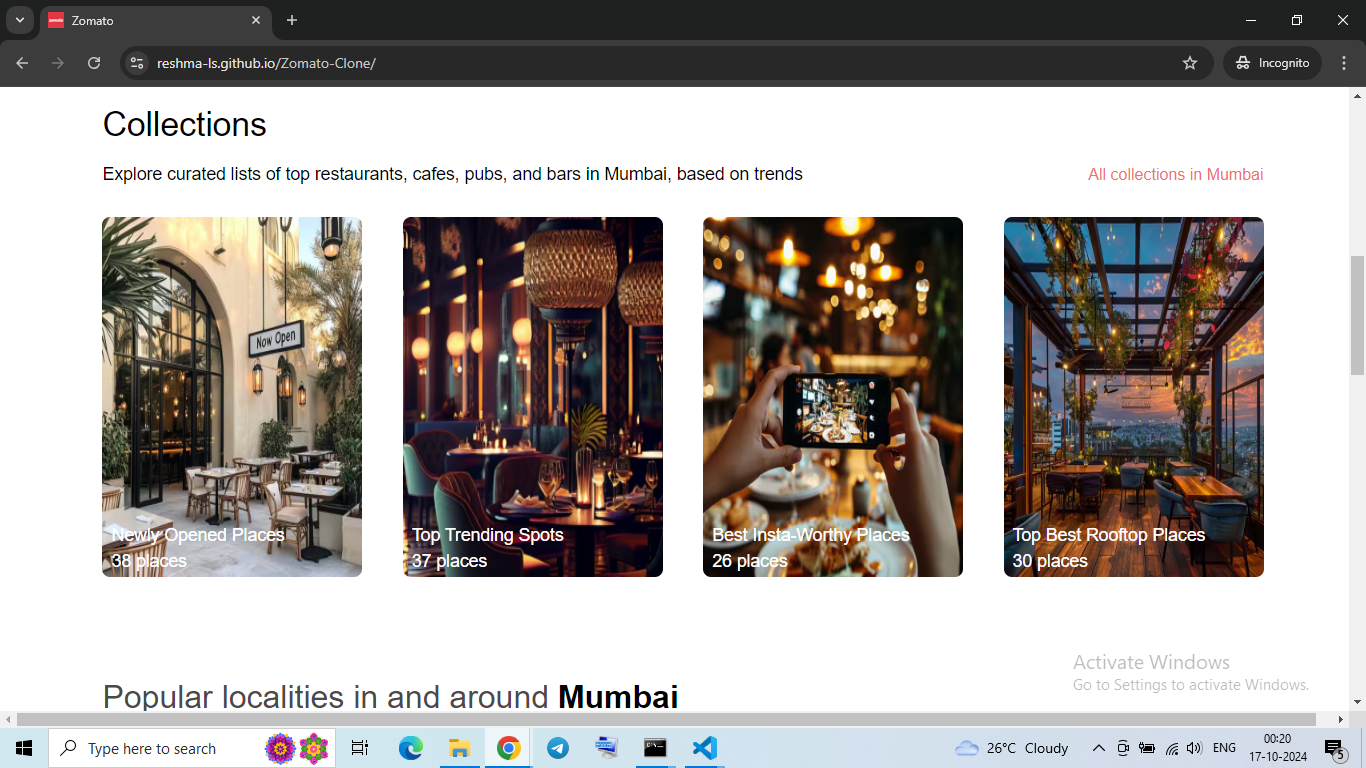 Zomato
reshma-ls.github.io/Zomato-Clone/
Incognito
Collections
Explore curated lists of top restaurants, cafes, pubs, and bars in Mumbai, based on trends
All collections in Mumbai
Now Open
Newly Opened Places
38 places
Top Trending Spots
37 places
Best Insta-Worthy Places
26 places
Top Best Rooftop Places
30 places
Popular localities in and around Mumbai
Activate Windows
Go to Settings to activate Windows.
Type here to search
26°C Cloudy
ENG
00:20
17-10-2024
5